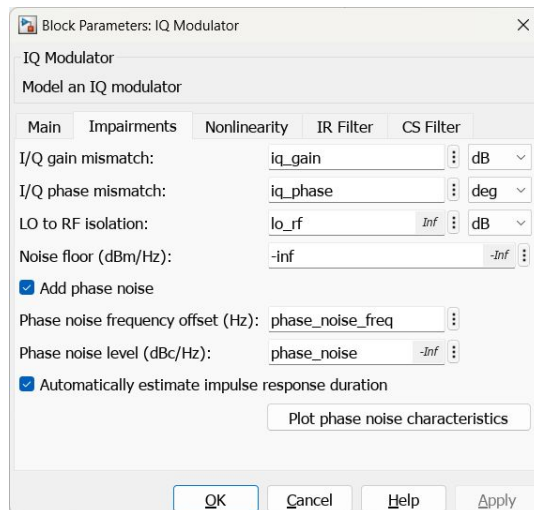 Block Parameters: IQ Modulator
IQ Modulator
Model an IQ modulator
Main Impairments Nonlinearity IR Filter CS Filter
I/Q gain mismatch: iq_gain dB
I/Q phase mismatch: iq_phase deg
LO to RF isolation: lo_rf Inf dB
Noise floor (dBm/Hz): -inf -Inf
Add phase noise
Phase noise frequency offset (Hz): phase_noise_freq
Phase noise level (dBc/Hz): phase_noise -Inf
Automatically estimate impulse response duration
Plot phase noise characteristics
OK Cancel Help Apply